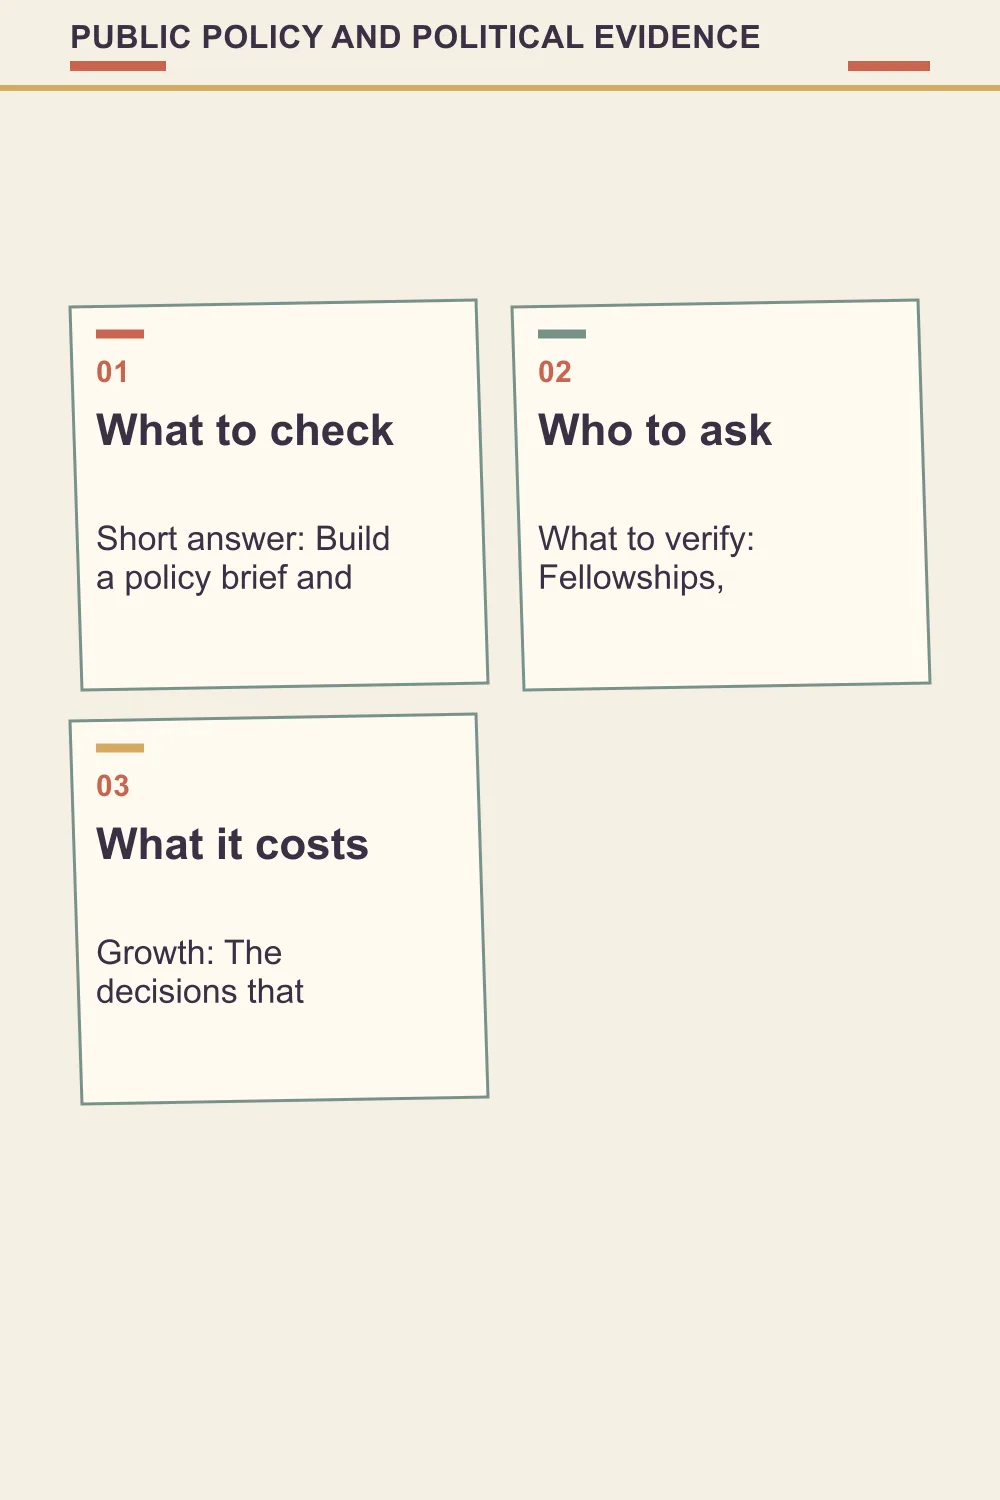 PUBLIC POLICY AND POLITICAL EVIDENCE
01
What to check
Short answer: Build
a policy brief and
02
Who to ask
What to verify:
Fellowships,
03
What it costs
Growth: The
decisions that